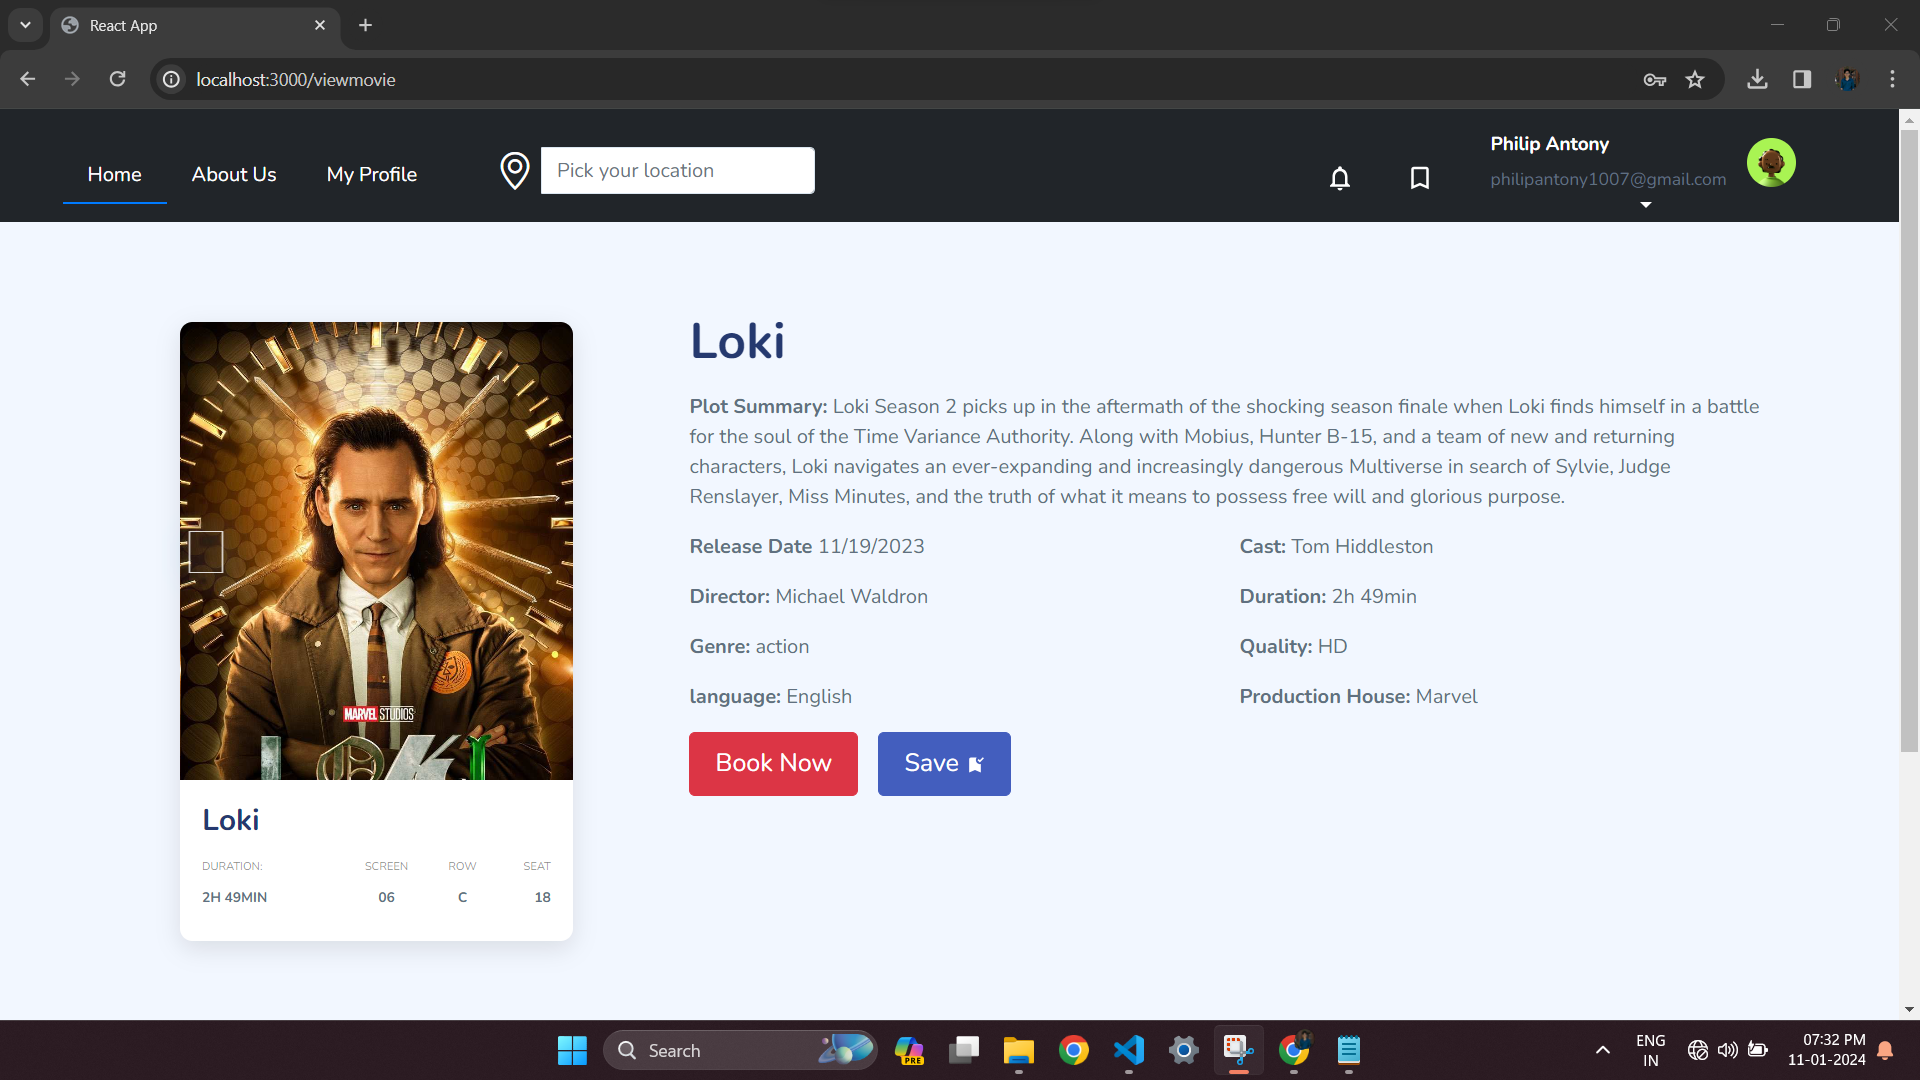 React App
localhost:3000/viewmovie
Home
About Us
My Profile
Pick your location
Philip Antony
philipantony1007@gmail.com
MARVEL STUDIOS
LOKI
Loki
DURATION:
SCREEN
ROW
SEAT
2H 49MIN
06
C
18
Loki
Plot Summary: Loki Season 2 picks up in the aftermath of the shocking season finale when Loki finds himself in a battle
for the soul of the Time Variance Authority. Along with Mobius, Hunter B-15, and a team of new and returning
characters, Loki navigates an ever-expanding and increasingly dangerous Multiverse in search of Sylvie, Judge
Renslayer, Miss Minutes, and the truth of what it means to possess free will and glorious purpose.
Release Date 11/19/2023
Cast: Tom Hiddleston
Director: Michael Waldron
Duration: 2h 49min
Genre: action
Quality: HD
language: English
Production House: Marvel
Book Now
Save
Search
PRE
ENG
IN
07:32 PM
11-01-2024